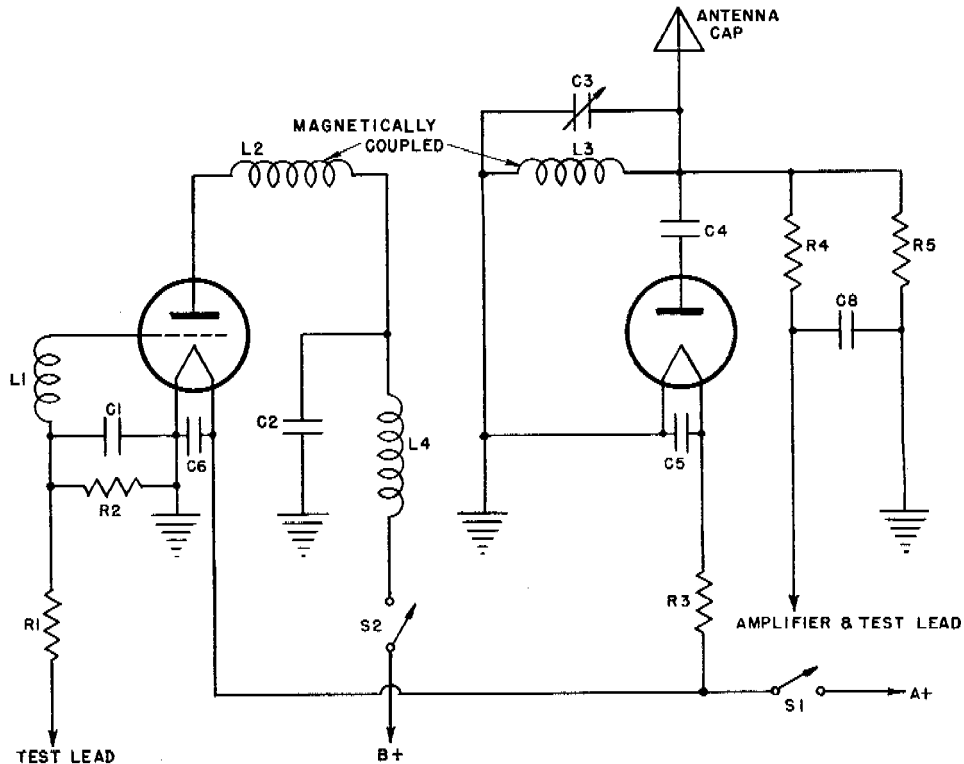 ANTENNA
CAP
C3
MAGNETICALLY
COUPLED
L2
L3
C4
R4
R5
C8
L1
C1
C6
R2
C2
L4
C5
R1
S2
R3
AMPLIFIER & TEST LEAD
S1
A+
TEST LEAD
B+